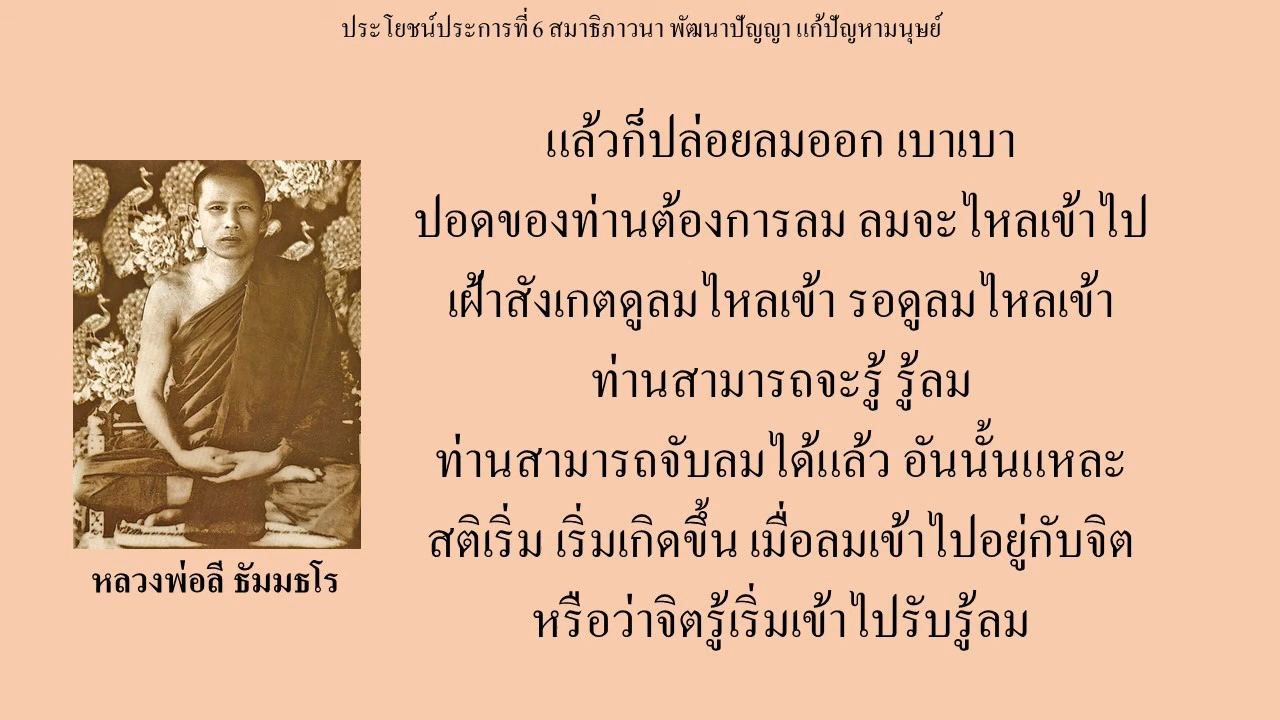 ประโยชน์ประการที่ 6 สมาธิภาวนา พัฒนาปัญญา แก้ปัญหามนุษย์
แล้วก็ปล่อยลมออก เบาเบา
ปอดของท่านต้องการลม ลมจะไหลเข้าไป
เฝ้าสังเกตดูลมไหลเข้า รอดูลมไหลเข้า
ท่านสามารถจะรู้ รู้ลม
ท่านสามารถจับลมได้แล้ว อันนั้นแหละ
สติเริ่ม เริ่มเกิดขึ้น เมื่อลมเข้าไปอยู่กับจิต
หรือว่าจิตรู้เริ่มเข้าไปรับรู้ลม
หลวงพ่อลี ธัมมธโร